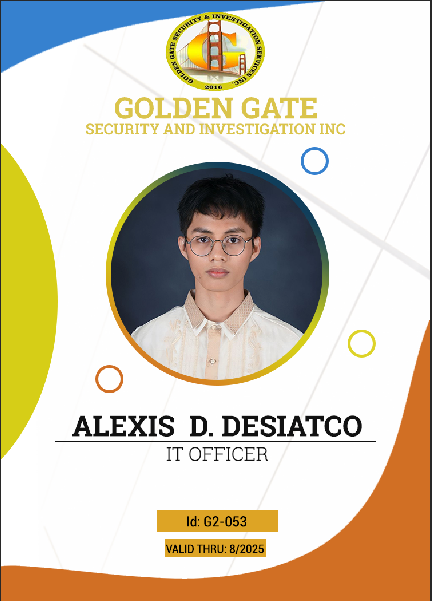 GOLDEN GATE SECURITY & INVESTIGATION SERVICES INC
2016
GOLDEN GATE
SECURITY AND INVESTIGATION INC
ALEXIS D. DESIATCO
IT OFFICER
Id: G2-053
VALID THRU: 8/2025